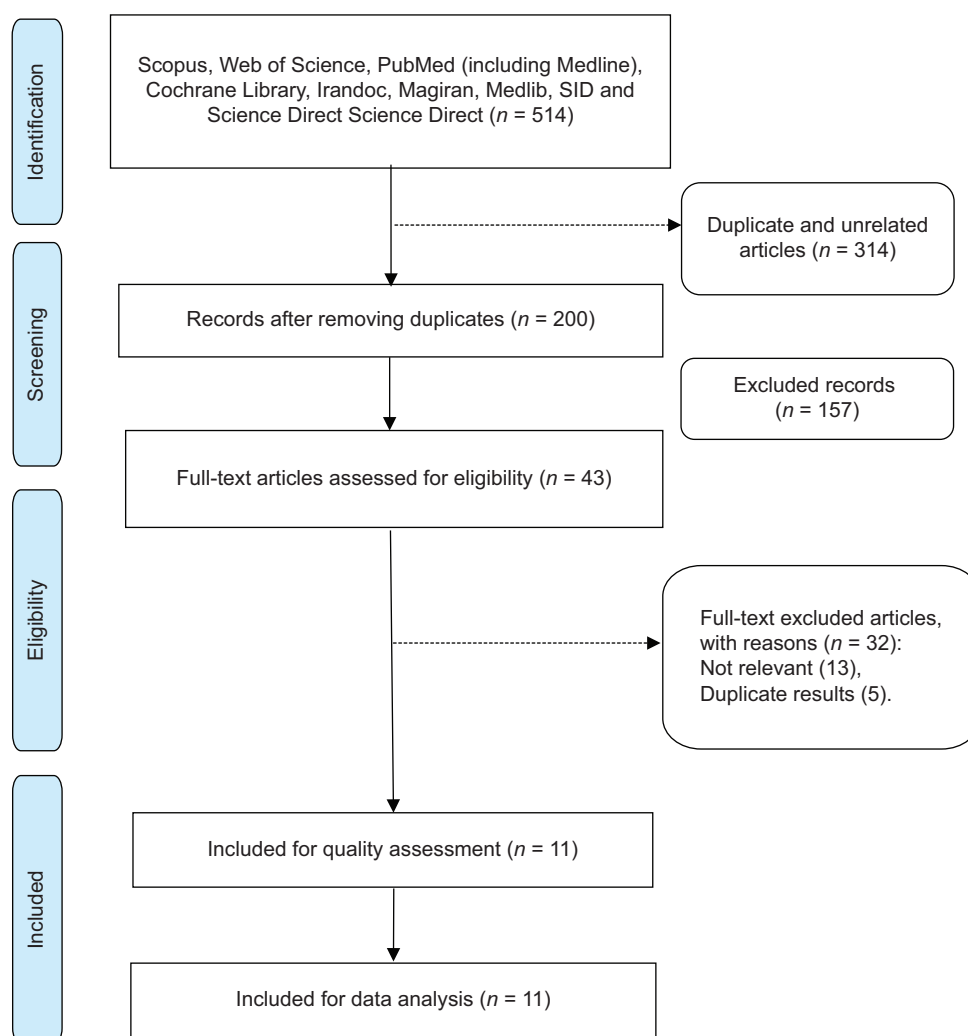 Identification
Scopus, Web of Science, PubMed (including Medline),
Cochrane Library, Irandoc, Magiran, Medlib, SID and
Science Direct Science Direct (n = 514)
Duplicate and unrelated
articles (n = 314)
Screening
Records after removing duplicates (n = 200)
Excluded records
(n = 157)
Full-text articles assessed for eligibility (n = 43)
Eligibility
Full-text excluded articles,
with reasons (n = 32):
Not relevant (13),
Duplicate results (5).
Included
Included for quality assessment (n = 11)
Included for data analysis (n = 11)